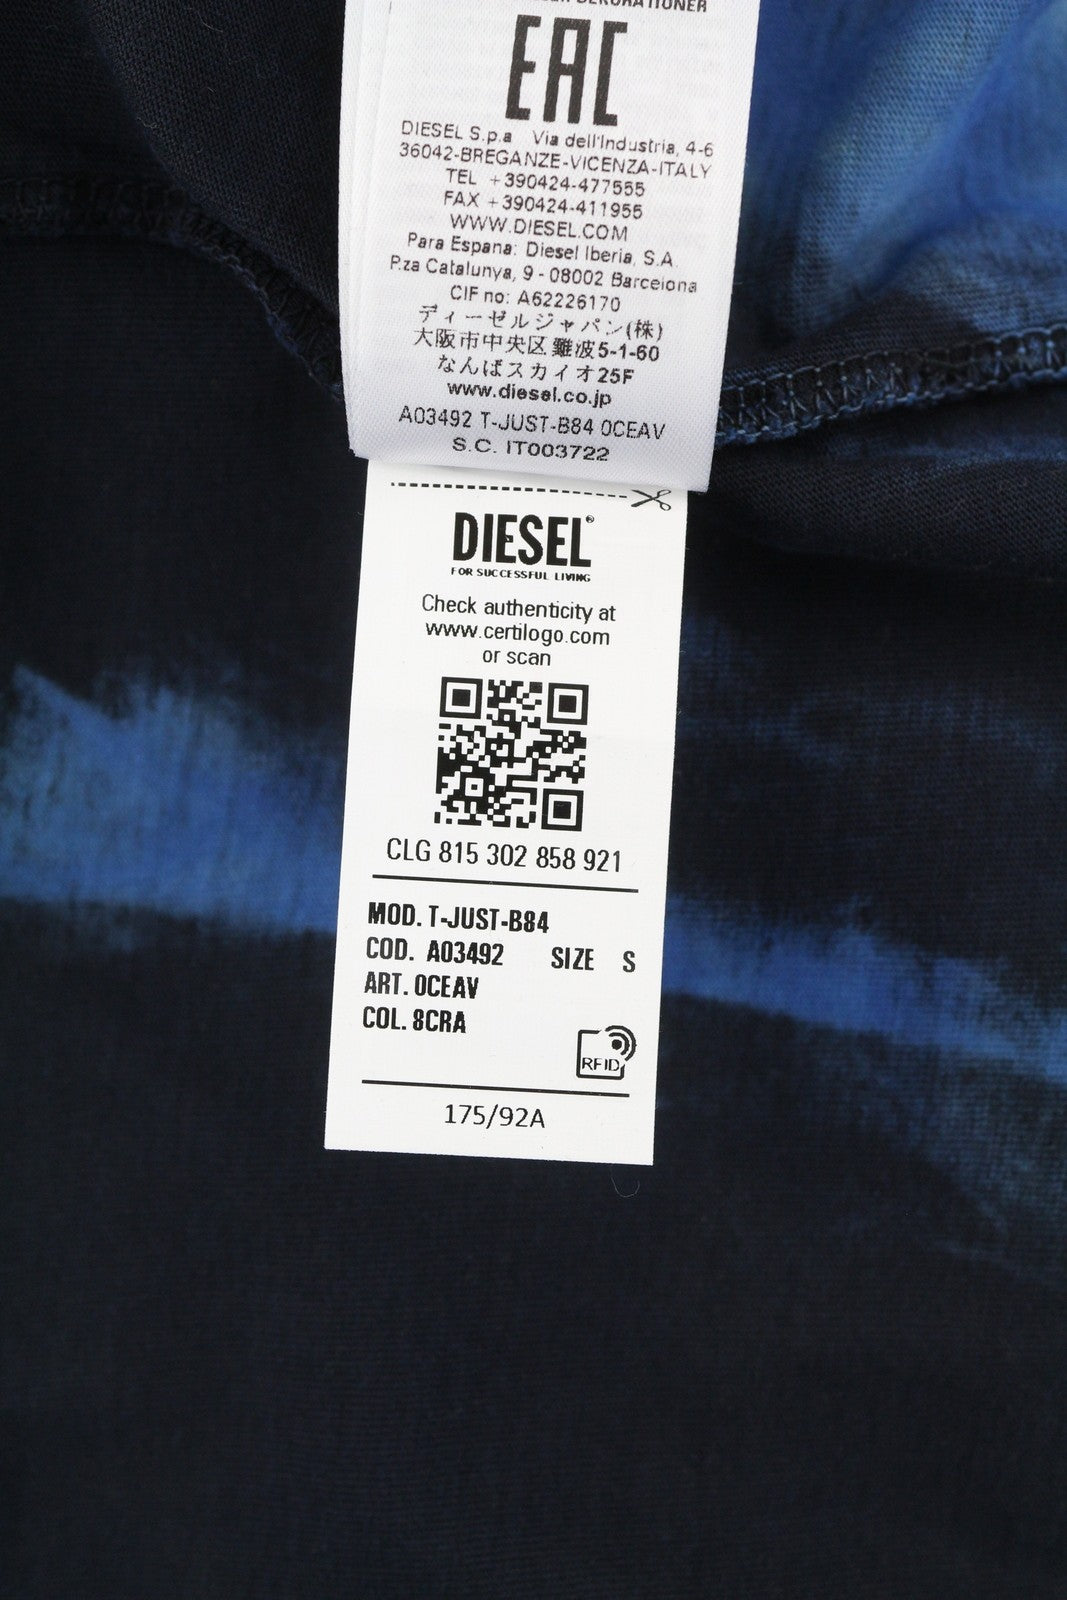 DEKORATIONER
EAC
DIESEL S.p.a Via dell'Industria, 4-6
36042-BREGANZE-VICENZA-ITALY
TEL +390424-477555
FAX +390424-411955
WWW.DIESEL.COM
Para Espana: Diesel Iberia, S.A.
P.za Catalunya, 9 - 08002 Barcelona
CIF no: A62226170
ディーゼルジャパン(株)
大阪市中央区難波5-1-60
なんばスカイオ25F
www.diesel.co.jp
A03492 T-JUST-B84 0CEAV
S.C. IT003722
DIESEL®
FOR SUCCESSFUL LIVING
Check authenticity at
www.certilogo.com
or scan
CLG 815 302 858 921
MOD. T-JUST-B84
COD. A03492 SIZE S
ART. 0CEAV
COL. 8CRA
RFID
175/92A